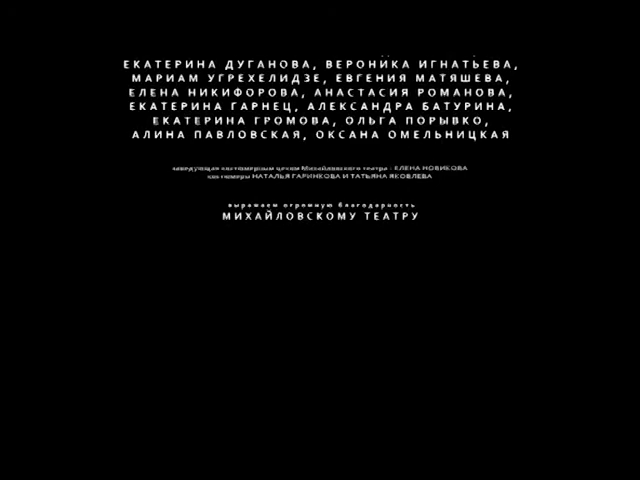 ЕКАТЕРИНА ДУГАНОВА, ВЕРОНИКА ИГНАТЬЕВА,
МАРИАМ УГРЕХЕЛИДЗЕ, ЕВГЕНИЯ МАТЯШЕВА,
ЕЛЕНА НИКИФОРОВА, АНАСТАСИЯ РОМАНОВА,
ЕКАТЕРИНА ГАРНЕЦ, АЛЕКСАНДРА БАТУРИНА,
ЕКАТЕРИНА ГРОМОВА, ОЛЬГА ПОРЫВКО,
АЛИНА ПАВЛОВСКАЯ, ОКСАНА ОМЕЛЬНИЦКАЯ
заведующая костюмерным цехом Михайловского театра - ЕЛЕНА НОВИКОВА
костюмеры НАТАЛЬЯ ГАРИНКОВА И ТАТЬЯНА ЯКОВЛЕВА
выражаем огромную благодарность
МИХАЙЛОВСКОМУ ТЕАТРУ